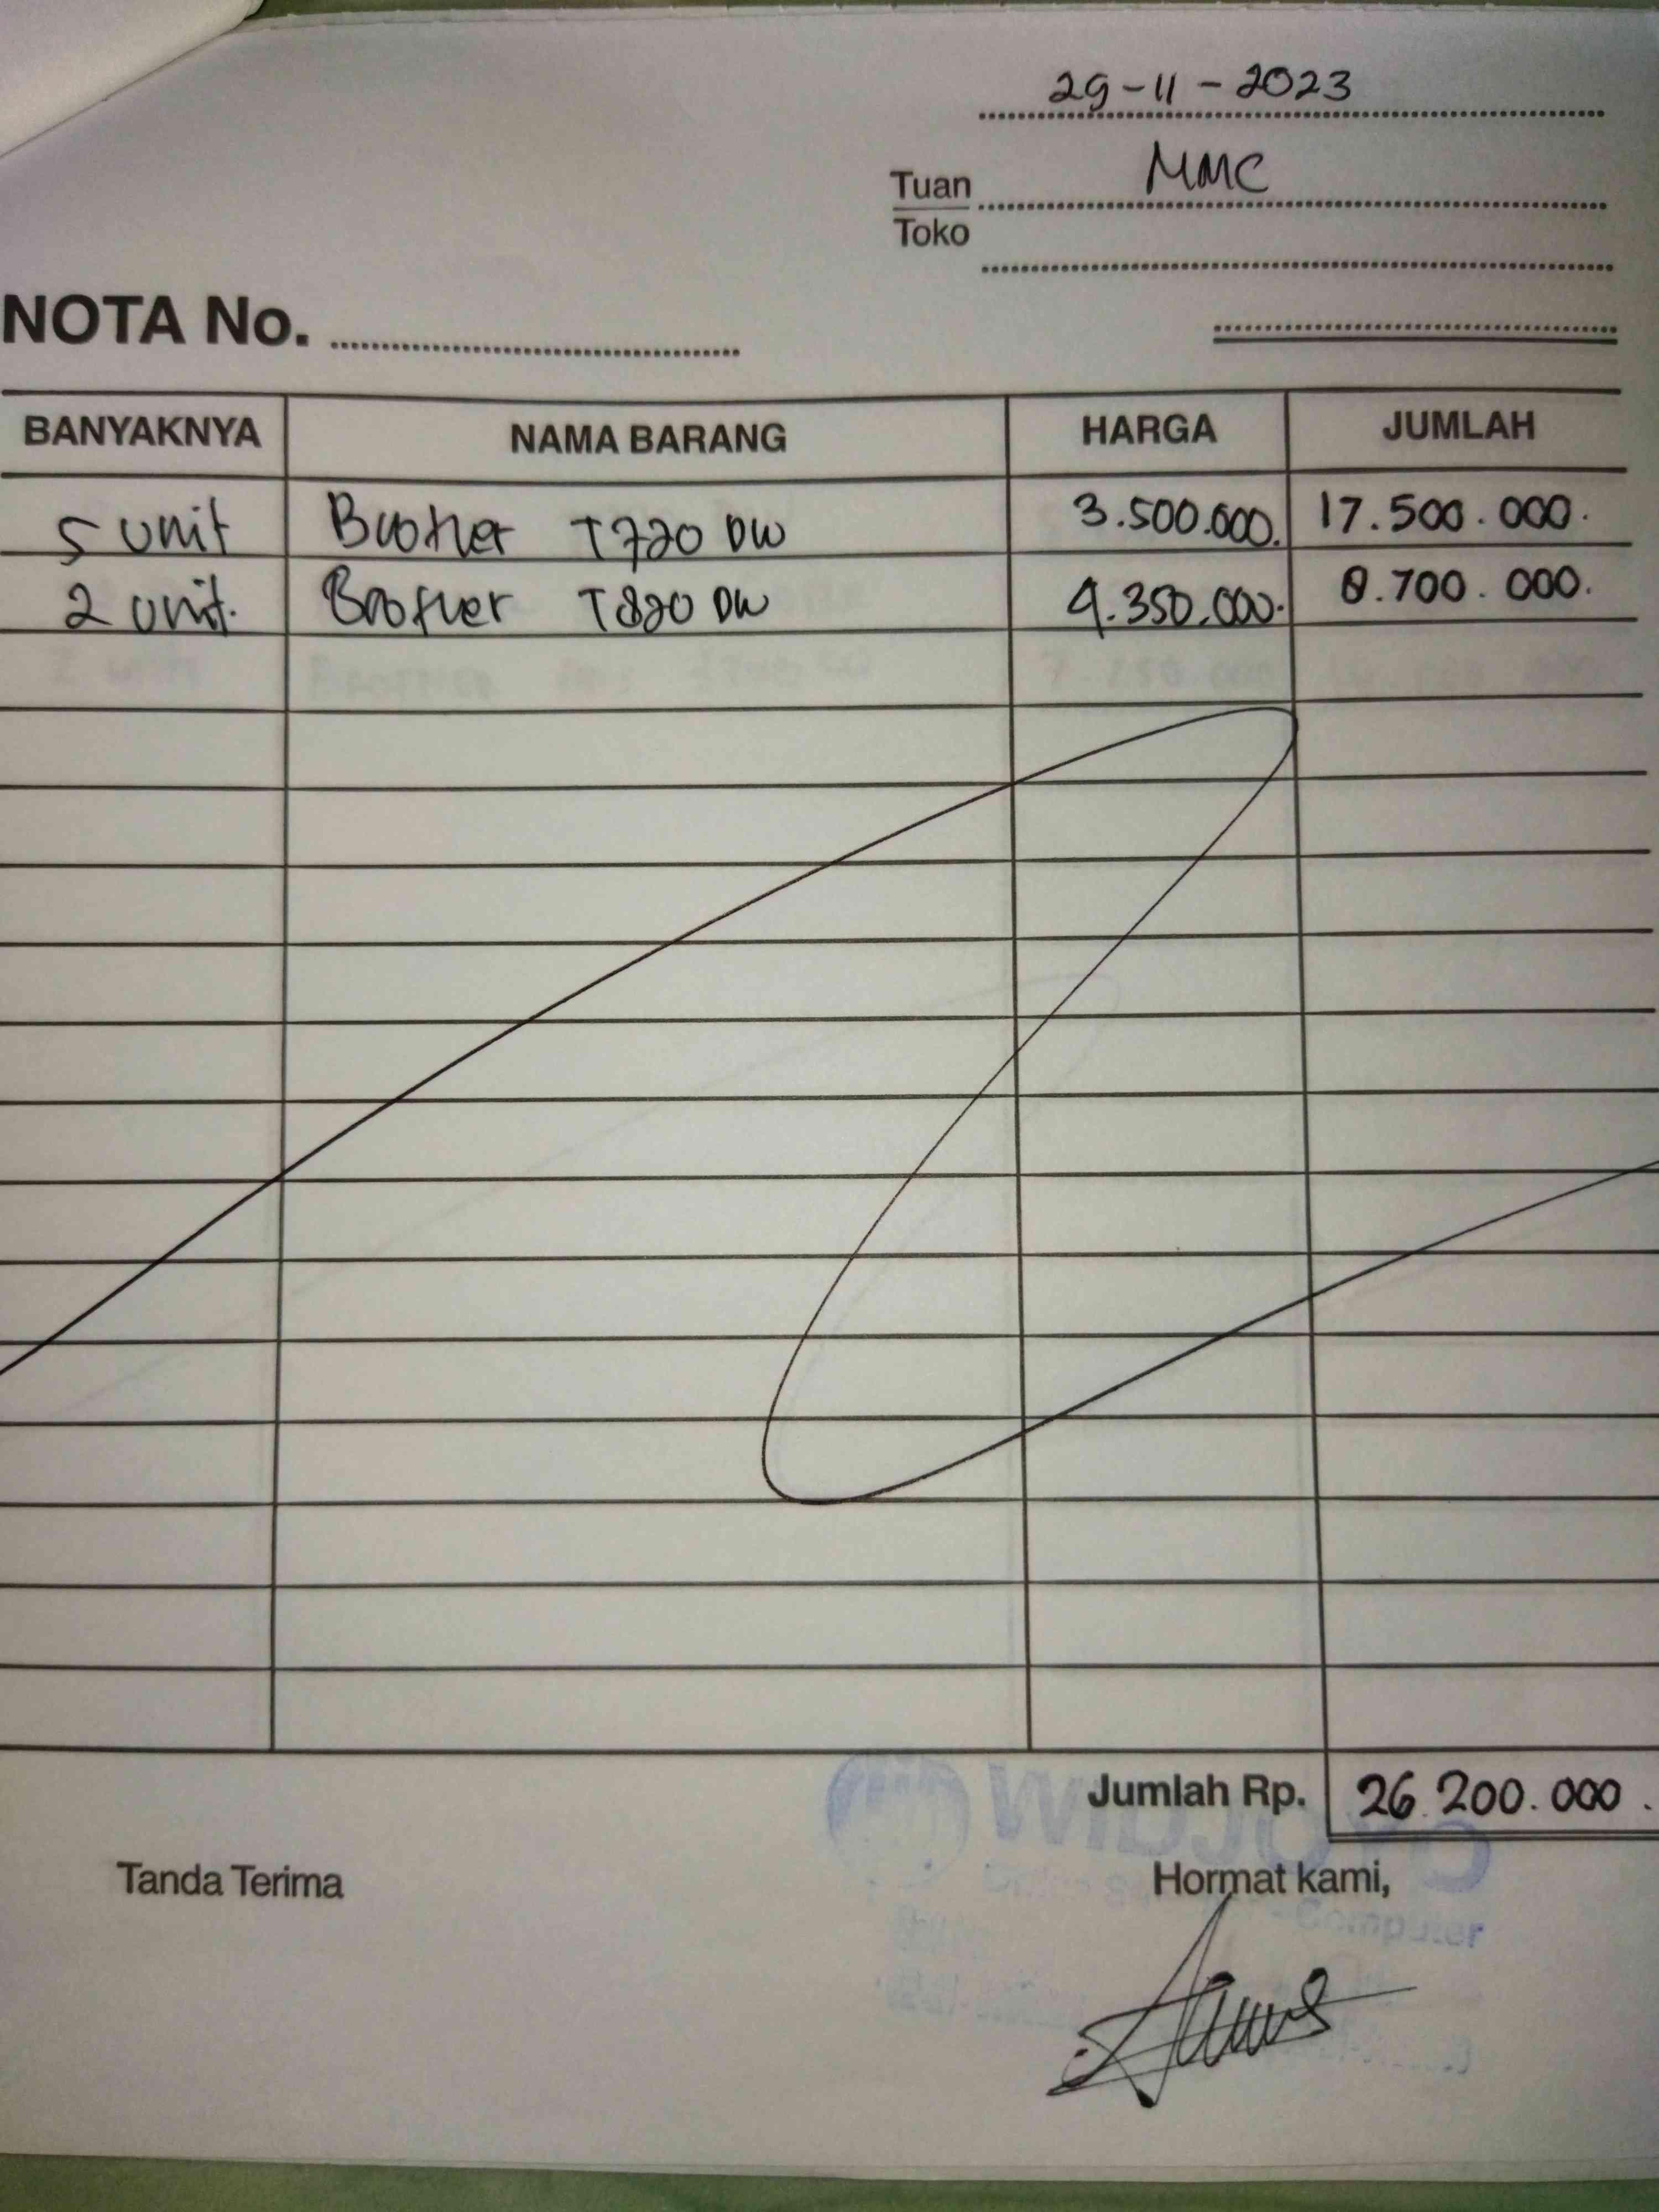 29-11-2023
Tuan MMC
Toko
NOTA No.
BANYAKNYA NAMA BARANG HARGA JUMLAH
5 unit Brother T720 DW 3.500.000. 17.500.000.
2 unit. Brother T820 DW 4.350.000. 8.700.000.
Jumlah Rp. 26.200.000.
Tanda Terima Hormat kami,
Computer